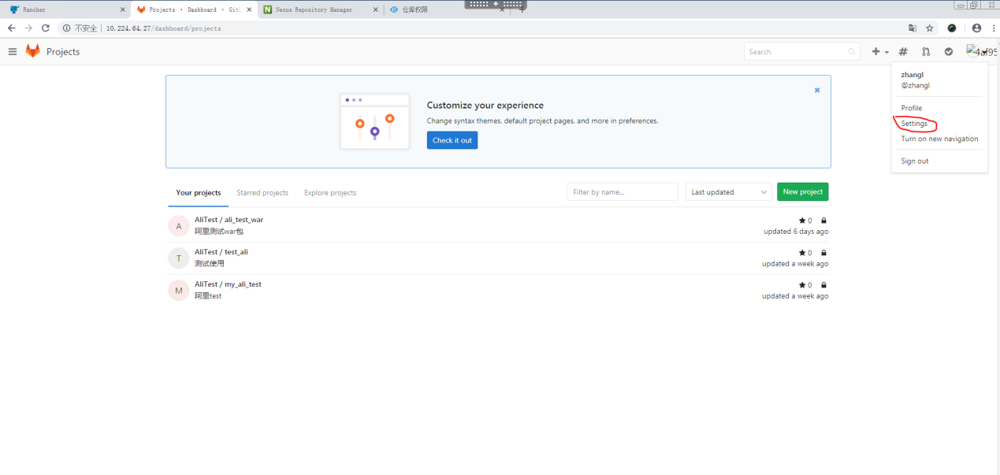 Rancher
Projects · Dashboard · GitL
Nexus Repository Manager
仓库权限
不安全
10.224.64.27/dashboard/projects
Projects
Search
zhangl
@zhangl
Profile
Settings
Turn on new navigation
Sign out
Customize your experience
Change syntax themes, default project pages, and more in preferences.
Check it out
Your projects
Starred projects
Explore projects
Filter by name...
Last updated
New project
A
AliTest / ali_test_war
0
阿里测试war包
updated 6 days ago
T
AliTest / test_ali
0
测试使用
updated a week ago
M
AliTest / my_ali_test
0
阿里test
updated a week ago